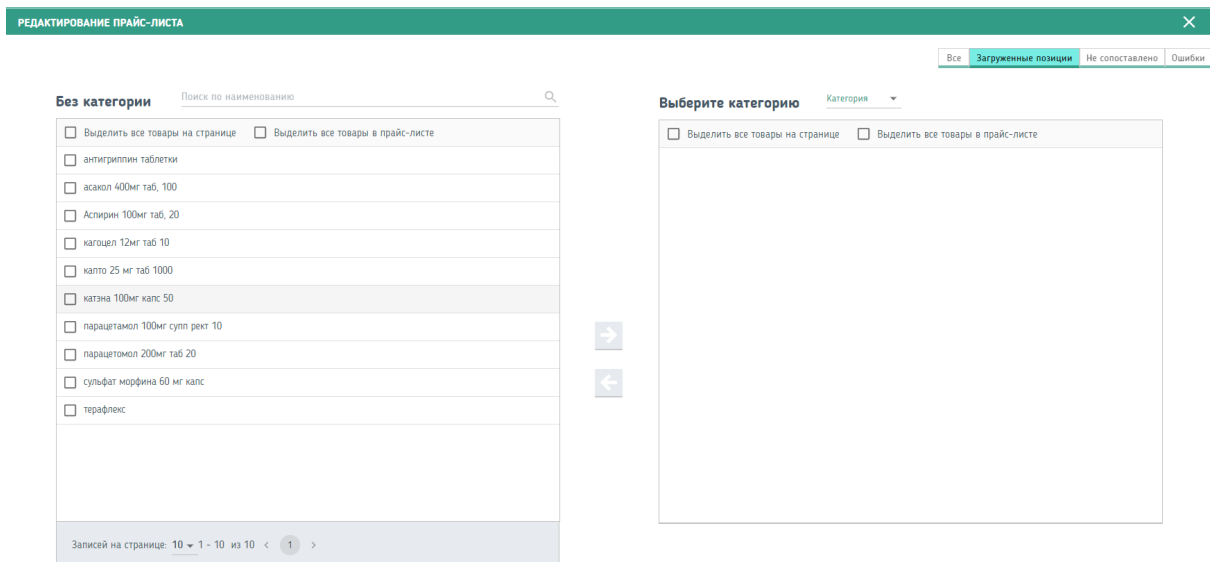 РЕДАКТИРОВАНИЕ ПРАЙС-ЛИСТА
Все Загруженные позиции Не сопоставлено Ошибки
Без категории Поиск по наименованию
Выделить все товары на странице Выделить все товары в прайс-листе
антигриппин таблетки
асакол 400мг таб, 100
Аспирин 100мг таб, 20
кагоцел 12мг таб 10
капто 25 мг таб 1000
катэна 100мг капс 50
парацетамол 100мг супп рект 10
парацетомол 200мг таб 20
сульфат морфина 60 мг капс
терафлекс
Записей на странице: 10 1 - 10 из 10 < 1 >
Выберите категорию Категория
Выделить все товары на странице Выделить все товары в прайс-листе